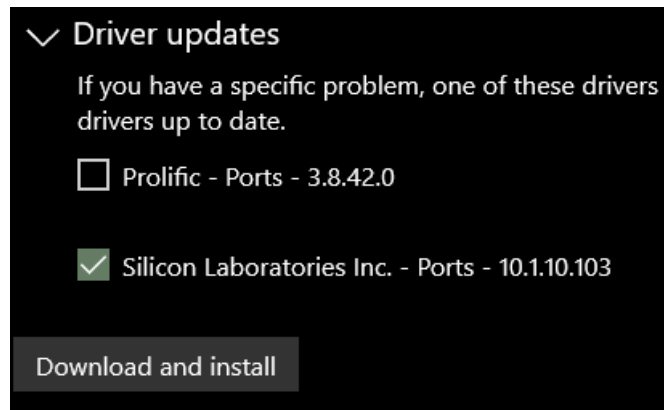 Driver updates
If you have a specific problem, one of these drivers
drivers up to date.
Prolific - Ports - 3.8.42.0
Silicon Laboratories Inc. - Ports - 10.1.10.103
Download and install